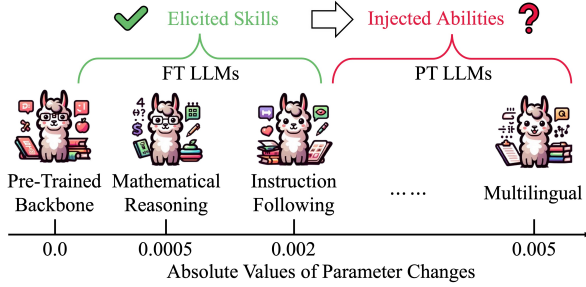 Elicited Skills
Injected Abilities ?
FT LLMs
PT LLMs
Pre-Trained
Backbone
Mathematical
Reasoning
Instruction
Following
……
Multilingual
0.0
0.0005
0.002
0.005
Absolute Values of Parameter Changes